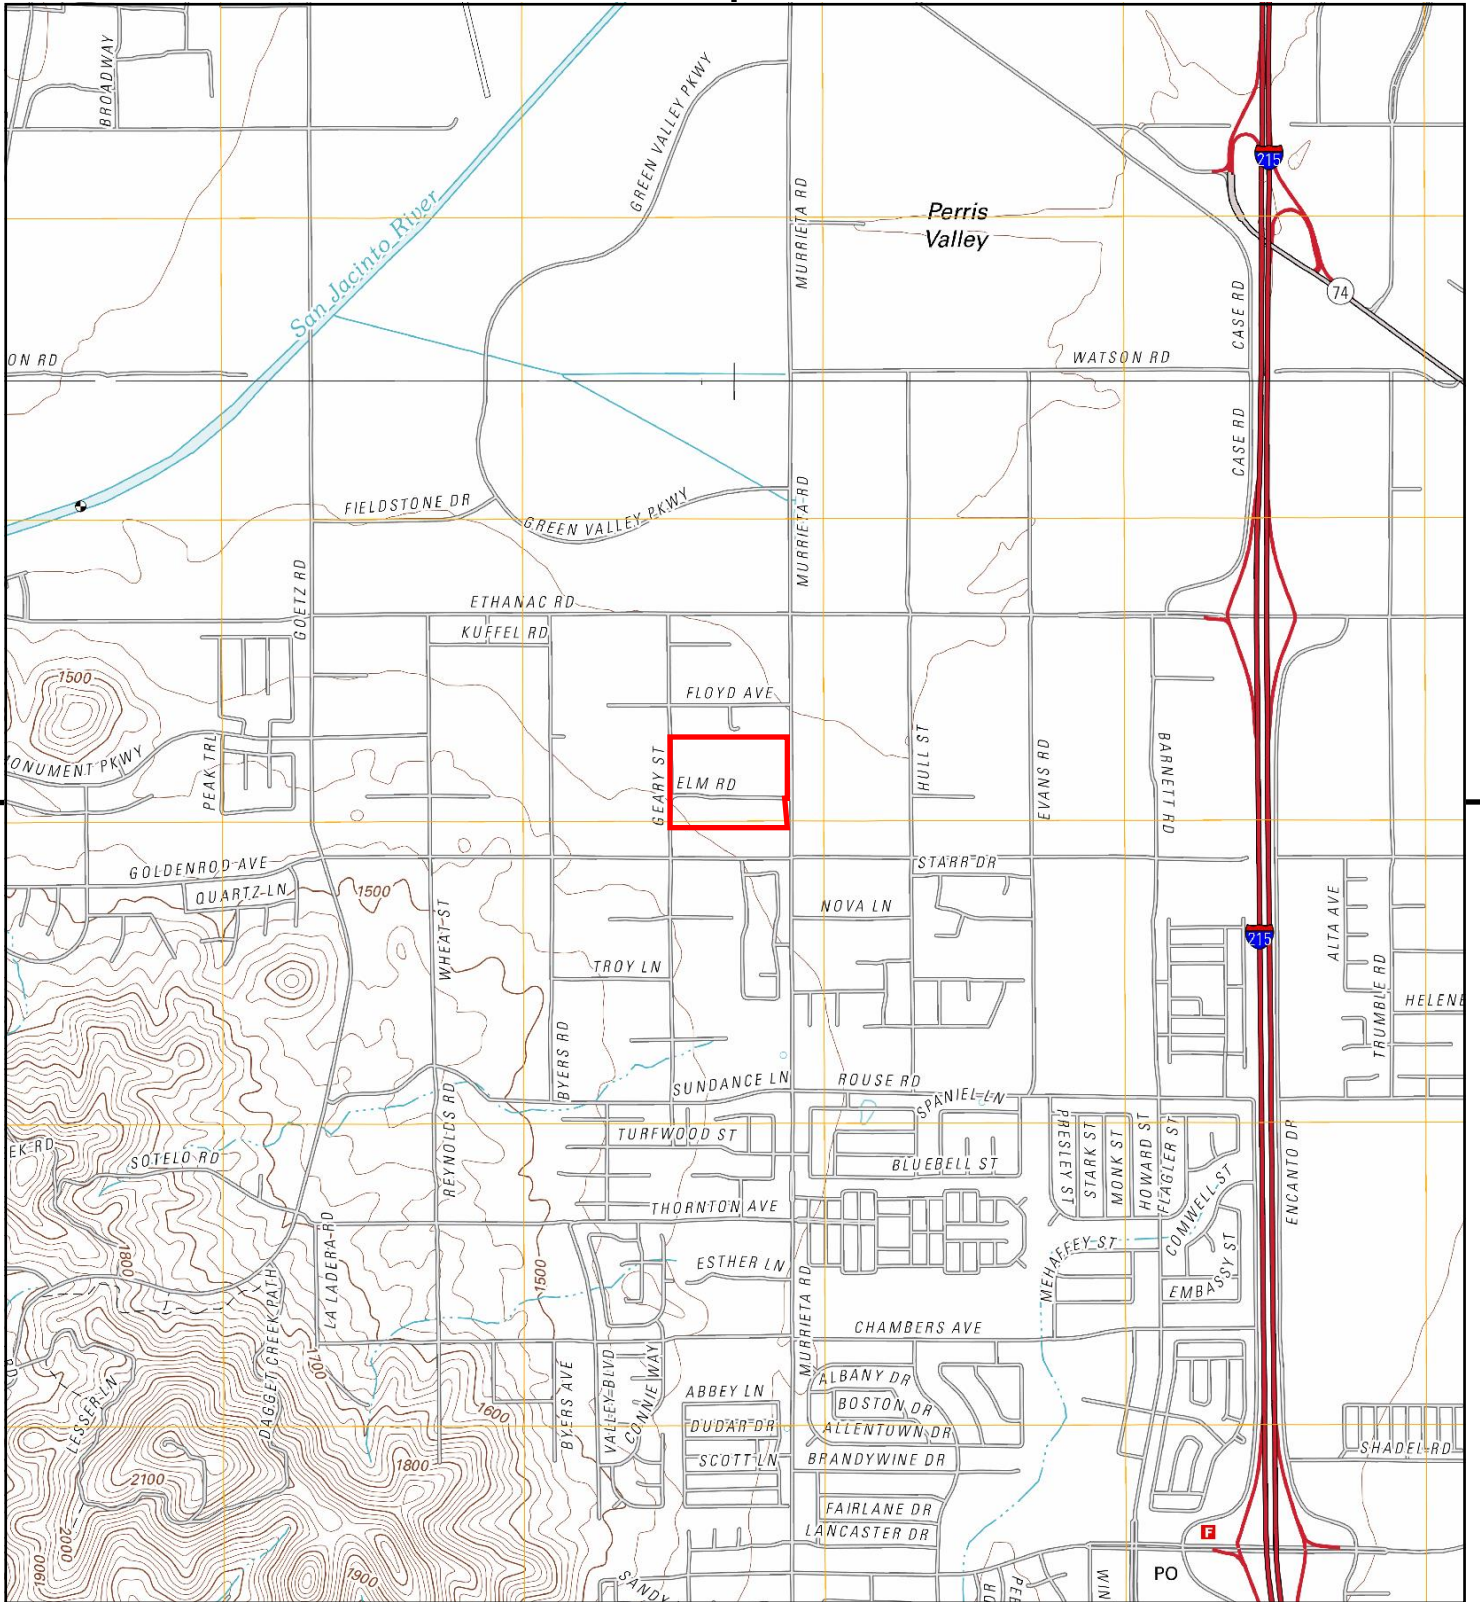 BROADWAY
GREEN VALLEY PKWY
215
MURRIETA RD
Perris
Valley
San Jacinto River
CASE RD
74
ON RD
WATSON RD
CASE RD
FIELDSTONE DR
GREEN VALLEY PKWY
MURRIETA RD
GOETZ RD
ETHANAC RD
KUFFEL RD
1500
FLOYD AVE
MONUMENT PKWY
PEAK TRL
GEARY ST
ELM RD
HULL ST
EVANS RD
BARNETT RD
GOLDENROD AVE
QUARTZ LN
1500
STARR DR
NOVA LN
WHEAT ST
215
ALTA AVE
TROY LN
TRUMBLE RD
HELENE
BYERS RD
SUNDANCE LN
ROUSE RD
SPANIEL LN
REYNOLDS RD
TURFWOOD ST
EK RD
SOTELO RD
BLUEBELL ST
PRESLEY ST
STARK ST
MONK ST
HOWARD ST
FLAGLER ST
COMWELL ST
ENCANTO DR
THORNTON AVE
LA LADERA RD
1800
1500
ESTHER LN
MEHAFFEY ST
EMBASSY ST
DAGGET CREEK PATH
MURRIETA RD
CHAMBERS AVE
1700
LESSER LN
BYERS AVE
VALLEY BLVD
CONNIE WAY
ABBEY LN
ALBANY DR
BOSTON DR
1600
DUDAR DR
ALLENTOWN DR
SCOTT LN
BRANDYWINE DR
SHADEL RD
1800
2100
FAIRLANE DR
LANCASTER DR
F
2000
1900
1900
SANDY
PO
WIN